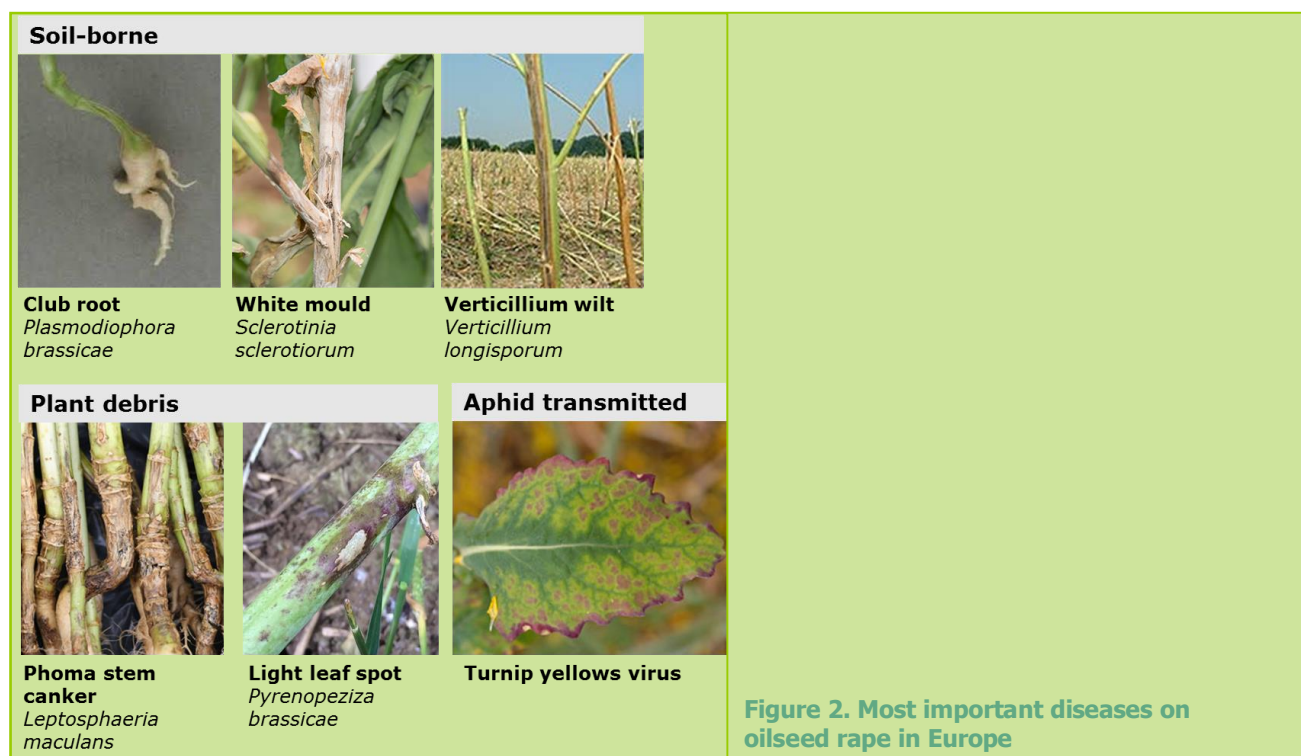 Soil-borne
Club root
Plasmodiophora
brassicae
White mould
Sclerotinia
sclerotiorum
Verticillium wilt
Verticillium
longisporum
Plant debris
Phoma stem
canker
Leptosphaeria
maculans
Light leaf spot
Pyrenopeziza
brassicae
Aphid transmitted
Turnip yellows virus
Figure 2. Most important diseases on
oilseed rape in Europe